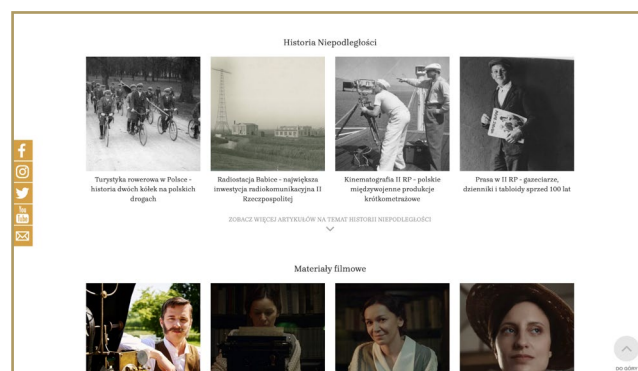 Historia Niepodległości
Turystyka rowerowa w Polsce -
historia dwóch kółek na polskich
drogach
Radiostacja Babice - największa
inwestycja radiokomunikacyjna II
Rzeczpospolitej
Kinematografia II RP - polskie
międzywojenne produkcje
krótkometrażowe
Prasa w II RP - gazeciarze,
dzienniki i tabloidy sprzed 100 lat
ZOBACZ WIĘCEJ ARTYKUŁÓW NA TEMAT HISTORII NIEPODLEGŁOŚCI
Materiały filmowe
You
Tube
DO GÓRY